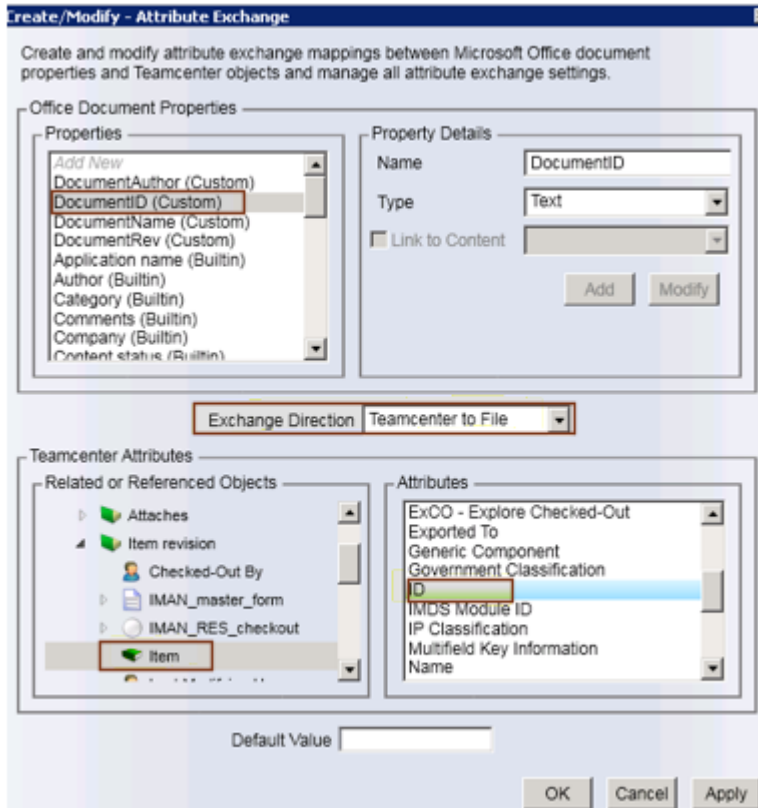 Create/Modify - Attribute Exchange
Create and modify attribute exchange mappings between Microsoft Office document
properties and Teamcenter objects and manage all attribute exchange settings.
Office Document Properties
Properties
Add New
DocumentAuthor (Custom)
DocumentID (Custom)
DocumentName (Custom)
DocumentRev (Custom)
Application name (Builtin)
Author (Builtin)
Category (Builtin)
Comments (Builtin)
Company (Builtin)
Content status (Builtin)
Property Details
Name DocumentID
Type Text
Link to Content
Add Modify
Exchange Direction Teamcenter to File
Teamcenter Attributes
Related or Referenced Objects
Attaches
Item revision
Checked-Out By
IMAN_master_form
IMAN_RES_checkout
Item
Attributes
ExCO - Explore Checked-Out
Exported To
Generic Component
Government Classification
ID
IMDS Module ID
IP Classification
Multifield Key Information
Name
Default Value
OK Cancel Apply